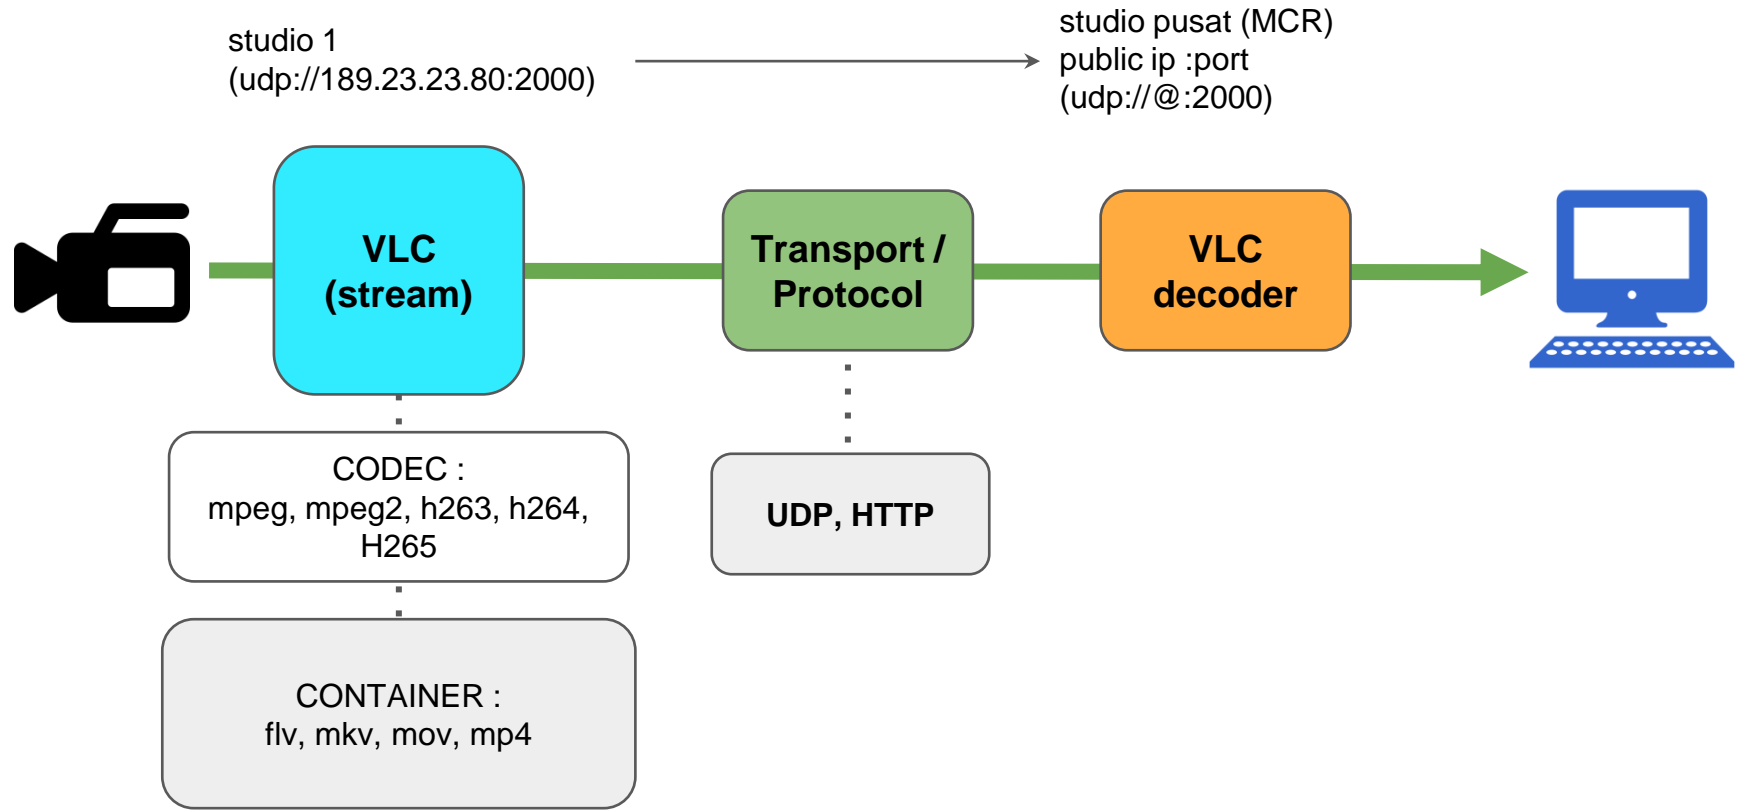 studio 1
(udp://189.23.23.80:2000)
studio pusat (MCR)
public ip :port
(udp://@:2000)
VLC
(stream)
Transport /
Protocol
VLC
decoder
CODEC :
mpeg, mpeg2, h263, h264,
H265
UDP, HTTP
CONTAINER :
flv, mkv, mov, mp4